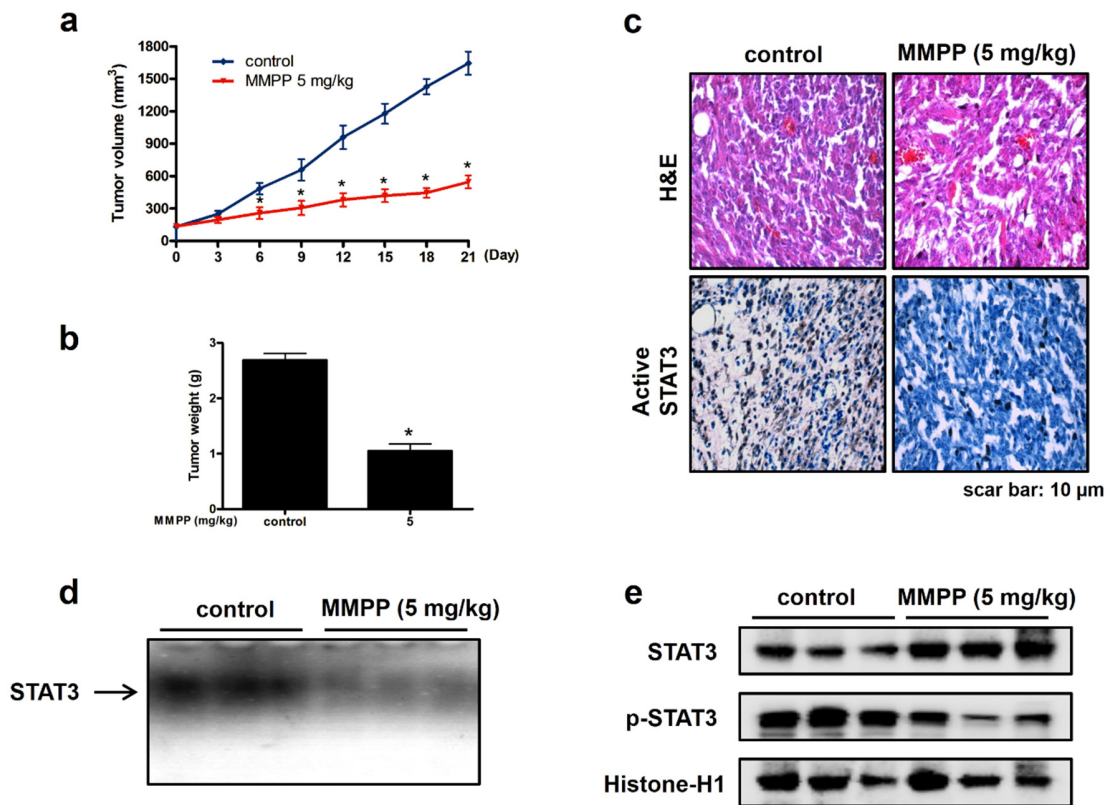 a
1800
1500
1200
900
600
300
0
Tumor volume (mm³)
control
MMPP 5 mg/kg
* * * * * *
0 3 6 9 12 15 18 21 (Day)
b
3
2
1
0
Tumor weight (g)
*
MMPP (mg/kg) control 5
c
control MMPP (5 mg/kg)
H&E
Active
STAT3
scar bar: 10 µm
d
control MMPP (5 mg/kg)
STAT3
e
control MMPP (5 mg/kg)
STAT3
p-STAT3
Histone-H1